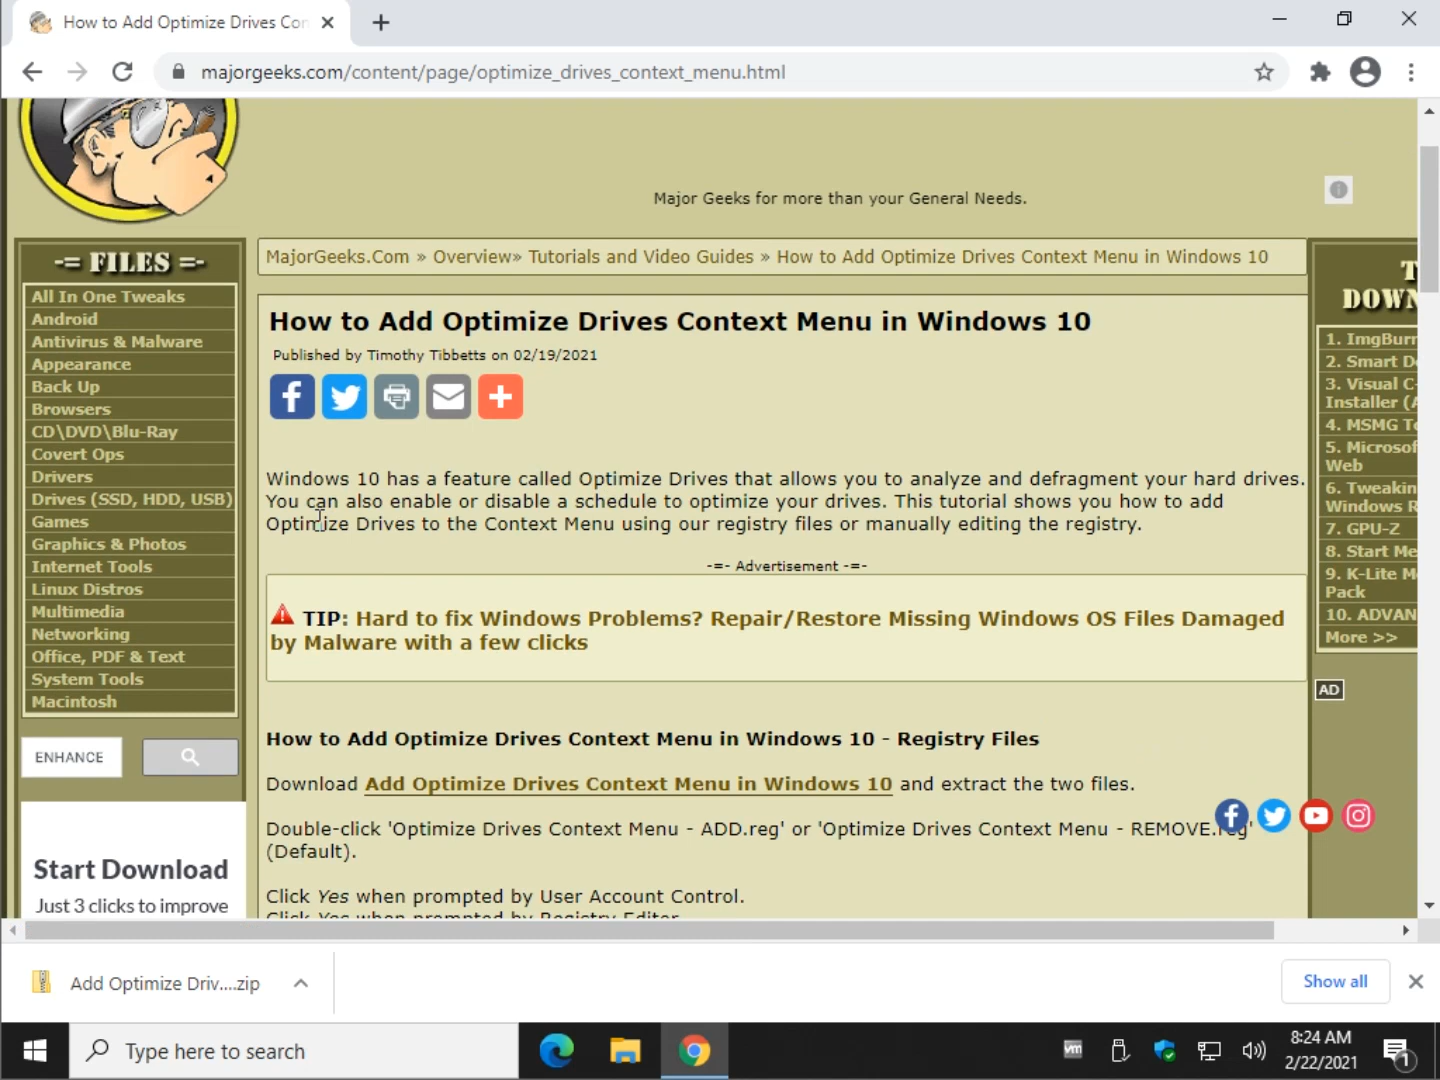 How to Add Optimize Drives Con
majorgeeks.com/content/page/optimize_drives_context_menu.html
Major Geeks for more than your General Needs.
-= FILES =-
All In One Tweaks
Android
Antivirus & Malware
Appearance
Back Up
Browsers
CD\DVD\Blu-Ray
Covert Ops
Drivers
Drives (SSD, HDD, USB)
Games
Graphics & Photos
Internet Tools
Linux Distros
Multimedia
Networking
Office, PDF & Text
System Tools
Macintosh
ENHANCE
Start Download
Just 3 clicks to improve
MajorGeeks.Com » Overview» Tutorials and Video Guides » How to Add Optimize Drives Context Menu in Windows 10
How to Add Optimize Drives Context Menu in Windows 10
Published by Timothy Tibbetts on 02/19/2021
Windows 10 has a feature called Optimize Drives that allows you to analyze and defragment your hard drives.
You can also enable or disable a schedule to optimize your drives. This tutorial shows you how to add
Optimize Drives to the Context Menu using our registry files or manually editing the registry.
-=- Advertisement -=-
TIP: Hard to fix Windows Problems? Repair/Restore Missing Windows OS Files Damaged
by Malware with a few clicks
How to Add Optimize Drives Context Menu in Windows 10 - Registry Files
Download Add Optimize Drives Context Menu in Windows 10 and extract the two files.
Double-click 'Optimize Drives Context Menu - ADD.reg' or 'Optimize Drives Context Menu - REMOVE.reg'
(Default).
Click Yes when prompted by User Account Control.
Click Yes when prompted by Registry Editor
T
DOWN
1. ImgBurn
2. Smart De
3. Visual C-
Installer (A
4. MSMG To
5. Microsof
Web
6. Tweakin
Windows R
7. GPU-Z
8. Start Me
9. K-Lite M
Pack
10. ADVAN
More >>
AD
Add Optimize Driv....zip
Show all
Type here to search
vm
8:24 AM
2/22/2021
1